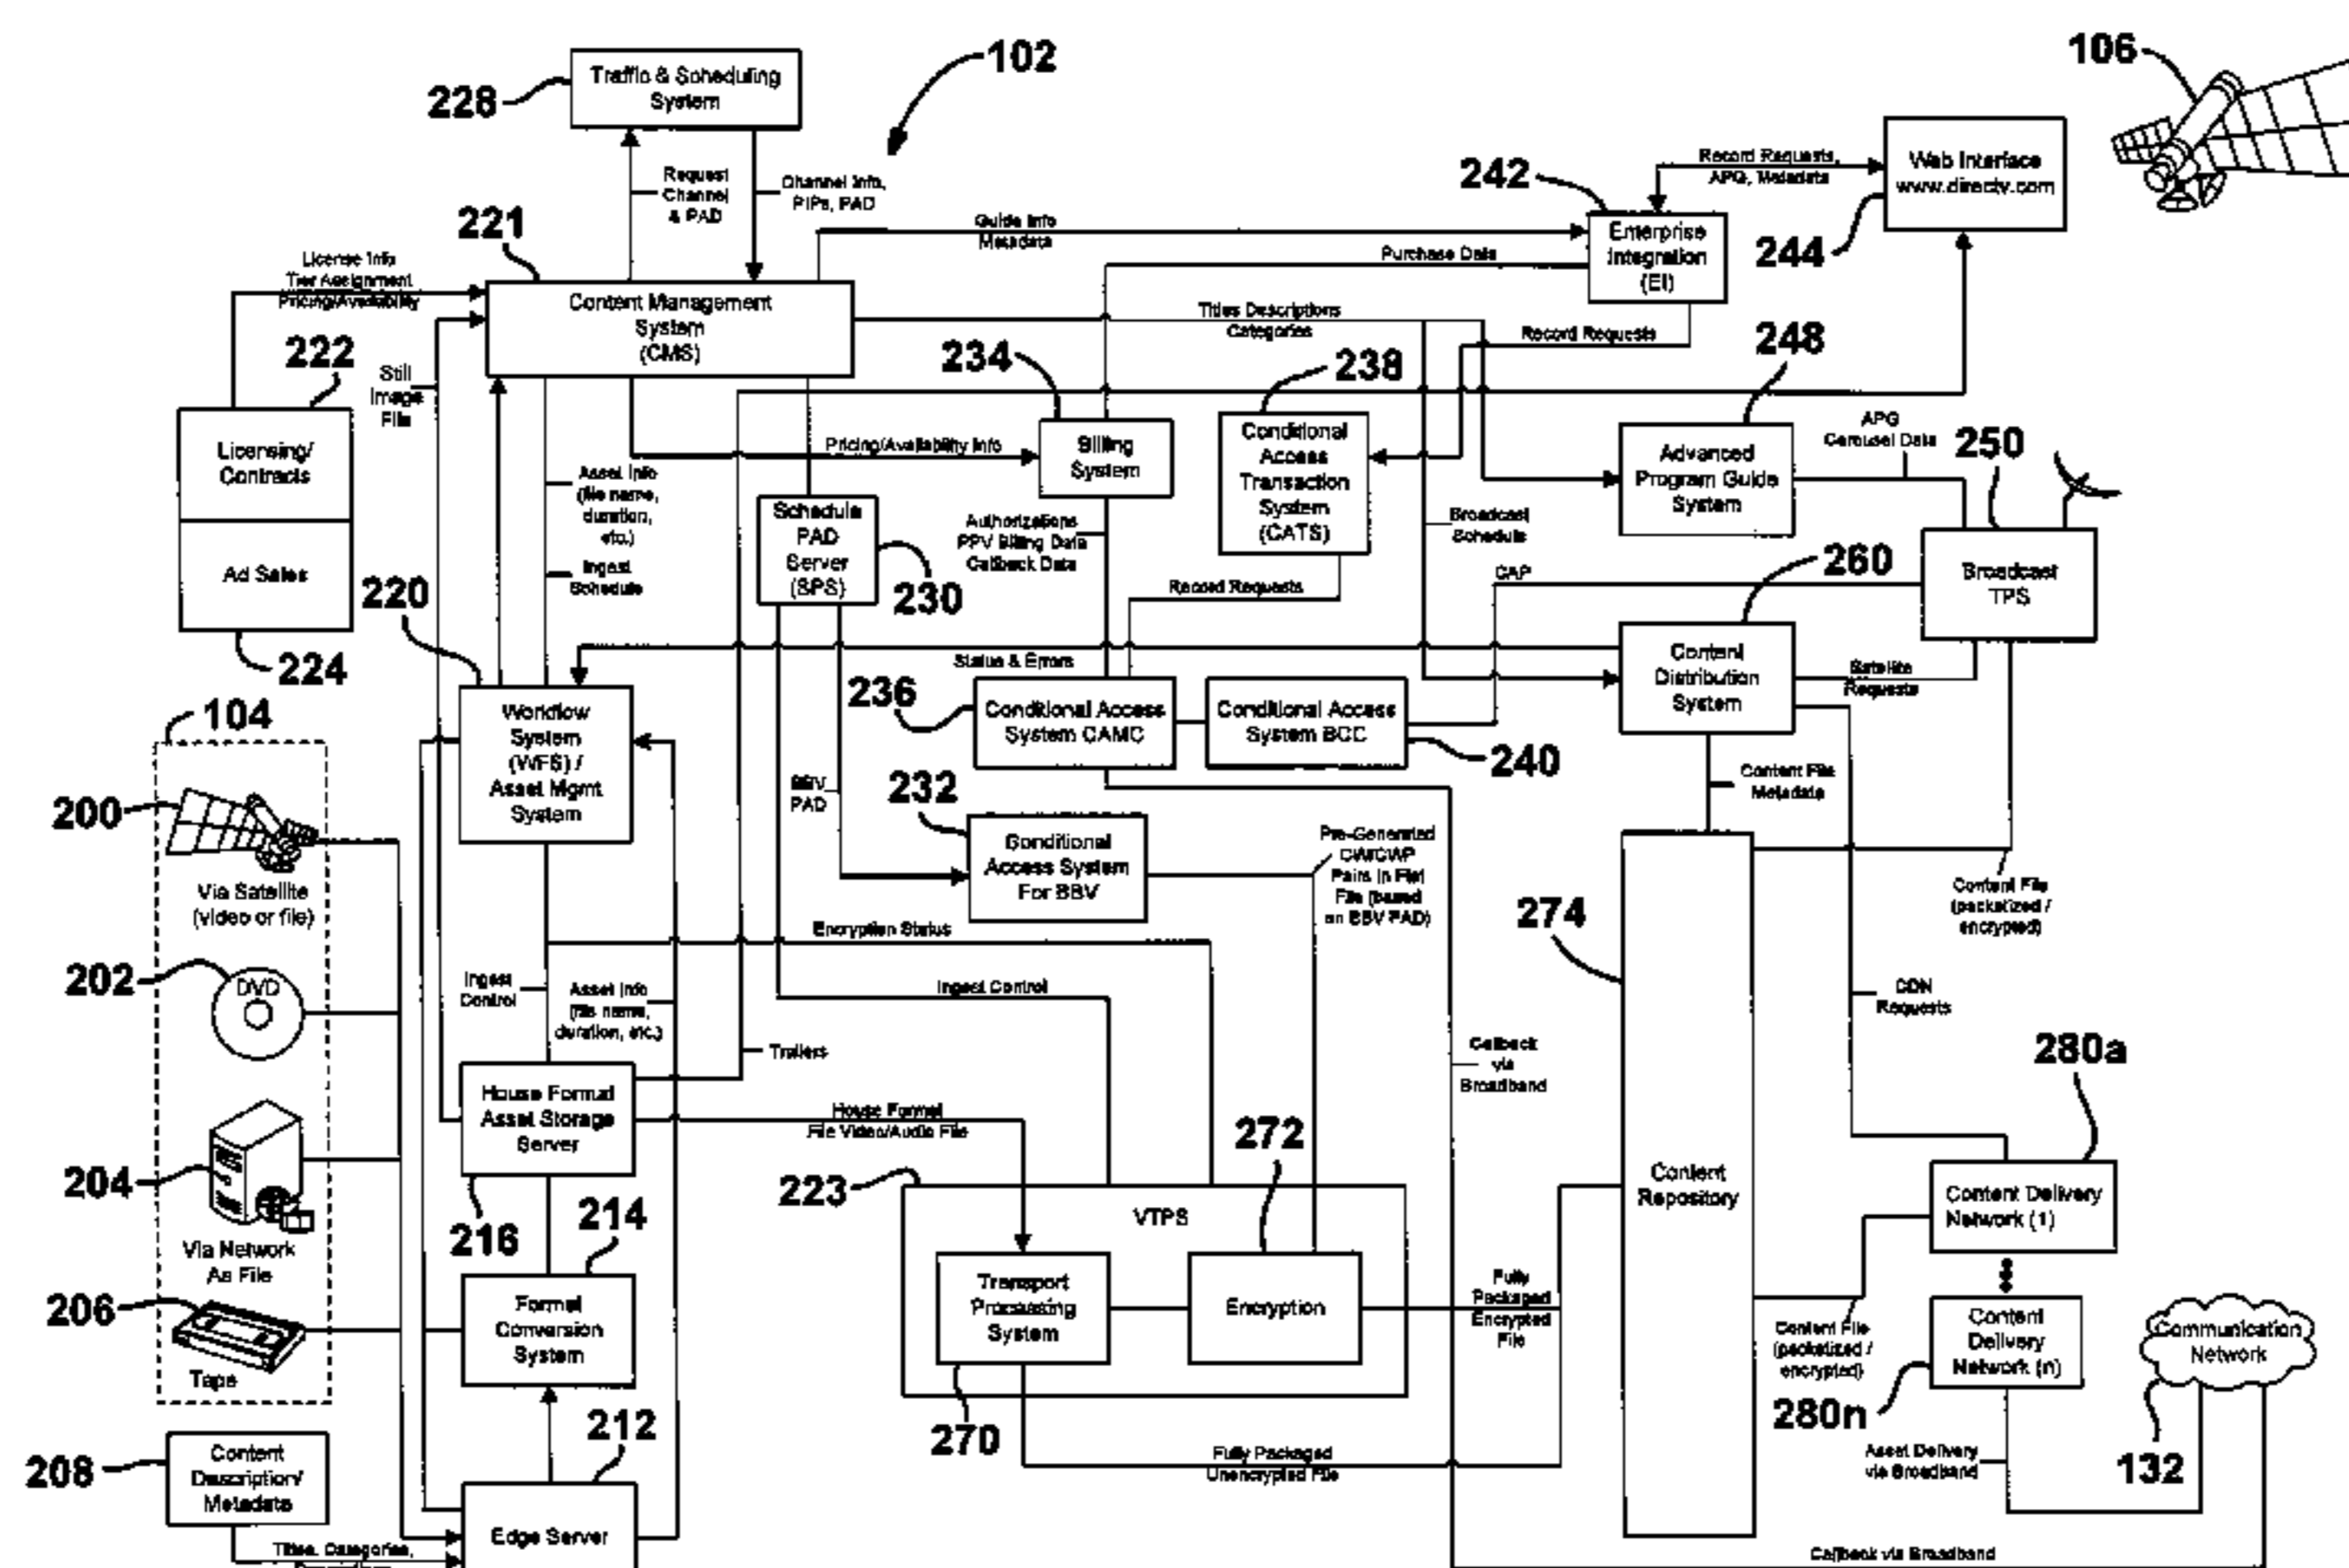 102
106
228
Traffic & Scheduling
System
Request
Channel
& PAD
Channel Info,
PIPs, PAD
242
Record Requests,
APG, Metadata
Web Interface
www.directv.com
244
221
Guide Info
Metadata
Enterprise
Integration
(EI)
Purchase Data
License Info
Tier Assignment
Pricing/Availability
Content Management
System
(CMS)
Titles Descriptions
Categories
Record Requests
222
Still
Image
File
234
238
248
Licensing/
Contracts
Ad Sales
224
Pricing/Availability Info
Billing
System
Conditional
Access
Transaction
System
(CATS)
Advanced
Program Guide
System
APG
Carousel Data
250
Asset Info
(file name,
duration,
etc.)
Ingest
Schedule
Schedule
PAD
Server
(SPS)
230
Authorizations
PPV Billing Data
Callback Data
Record Requests
Broadcast
Schedule
CAP
260
Broadcast
TPS
220
Status & Errors
Content
Distribution
System
Satellite
Requests
104
Workflow
System
(WFS) /
Asset Mgmt
System
236
Conditional Access
System CAMC
Conditional Access
System BCC
240
200
Via Satellite
(video or file)
BBV
PAD
232
Conditional
Access System
For BBV
Pre-Generated
CW/CWP
Pairs in Flat
File (based
on BBV PAD)
Content File
Metadata
Content File
(packetized /
encrypted)
274
Encryption Status
202
DVD
Ingest
Control
Asset Info
(file name,
duration, etc.)
Ingest Control
CDN
Requests
Trailers
Callback
via
Broadband
280a
House Format
Asset Storage
Server
House Format
File Video/Audio File
272
204
Via Network
As File
216
214
223
VTPS
Content
Repository
Content Delivery
Network (1)
206
Tape
Format
Conversion
System
Transport
Processing
System
Encryption
Fully
Packaged
Encrypted
File
Content File
(packetized /
encrypted)
Content
Delivery
Network (n)
Communication
Network
280n
132
212
270
Fully Packaged
Unencrypted File
Asset Delivery
via Broadband
208
Content
Description/
Metadata
Edge Server
Titles, Categories,
Callback via Broadband